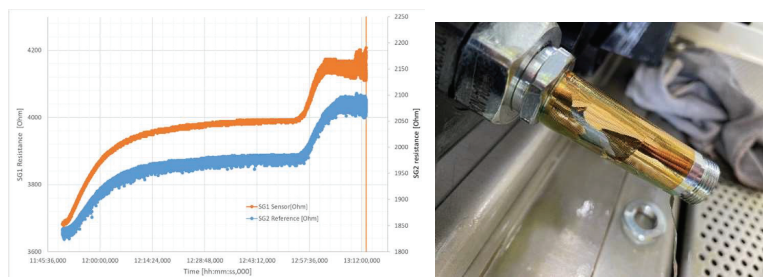 4200
4000
3800
3600
SG1 Resistance [Ohm]
2250
2200
2150
2100
2050
2000
1950
1900
1850
1800
SG2 resistance [Ohm]
SG1 Sensor[Ohm]
SG2 Reference [Ohm]
11:45:36,000 12:00:00,000 12:14:24,000 12:28:48,000 12:43:12,000 12:57:36,000 13:12:00,000
Time [hh:mm:ss,000]